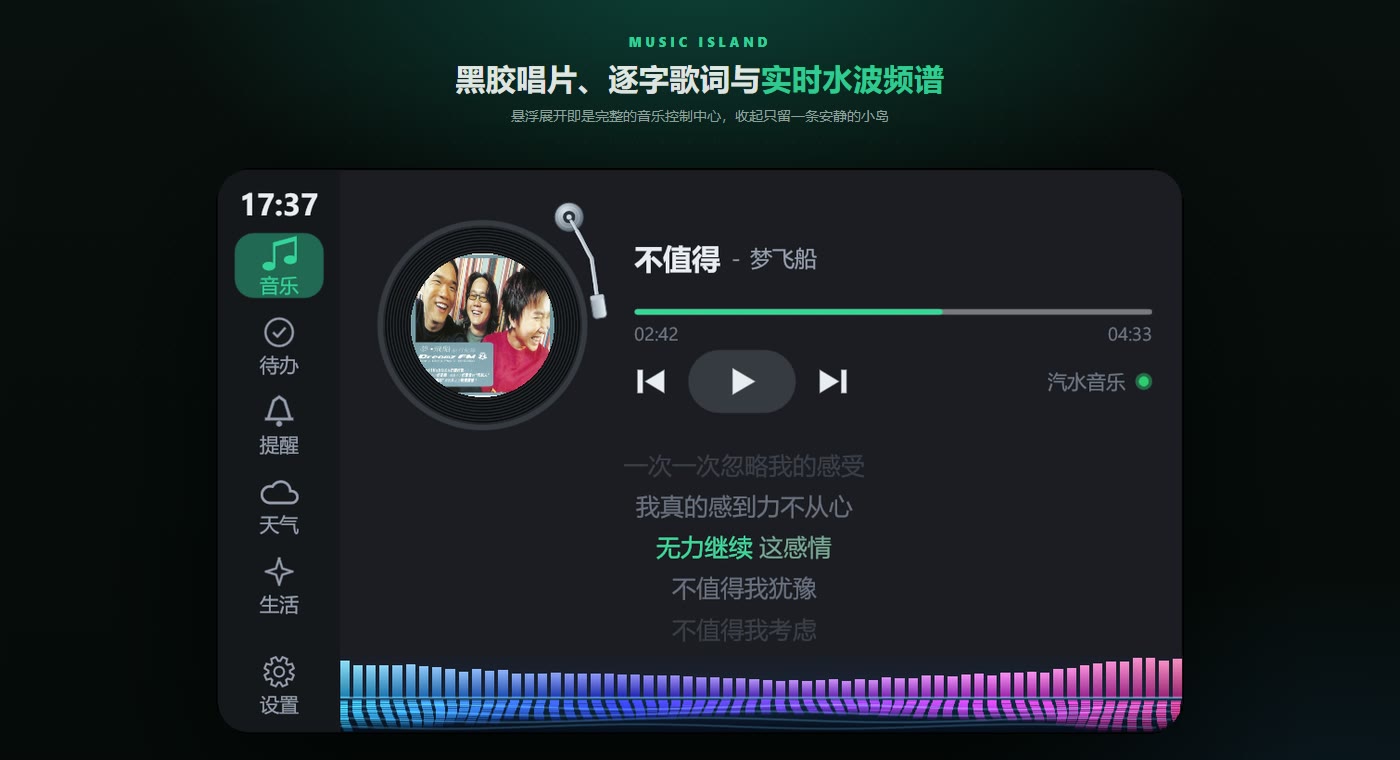 MUSIC ISLAND
黑胶唱片、逐字歌词与实时水波频谱
悬浮展开即是完整的音乐控制中心，收起只留一条安静的小岛
17:37
音乐
待办
提醒
天气
生活
设置
不值得 - 梦飞船
02:42
04:33
汽水音乐
一次一次忽略我的感受
我真的感到力不从心
无力继续 这感情
不值得我犹豫
不值得我考虑
Dreamz FM